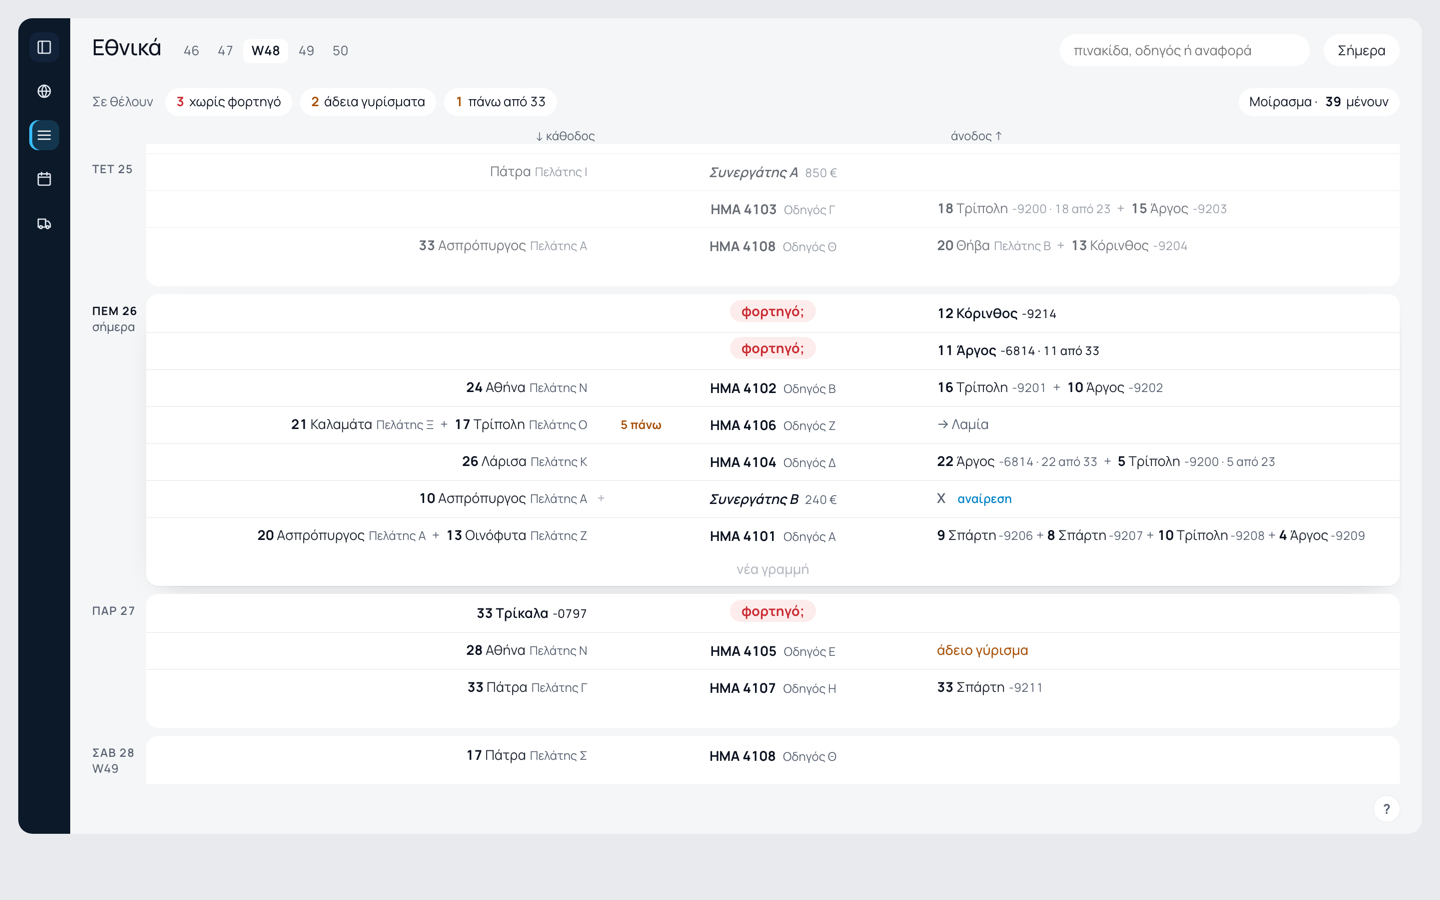 Εθνικά 46 47 W48 49 50 πινακίδα, οδηγός ή αναφορά Σήμερα
Σε θέλουν 3 χωρίς φορτηγό 2 άδεια γυρίσματα 1 πάνω από 33 Μοίρασμα · 39 μένουν
↓ κάθοδος άνοδος ↑
ΤΕΤ 25 Πάτρα Πελάτης Ι Συνεργάτης Α 850 €
ΗΜΑ 4103 Οδηγός Γ 18 Τρίπολη -9200 · 18 από 23 + 15 Άργος -9203
33 Ασπρόπυργος Πελάτης Α ΗΜΑ 4108 Οδηγός Θ 20 Θήβα Πελάτης Β + 13 Κόρινθος -9204
ΠΕΜ 26 φορτηγό; 12 Κόρινθος -9214
σήμερα
φορτηγό; 11 Άργος -6814 · 11 από 33
24 Αθήνα Πελάτης Ν ΗΜΑ 4102 Οδηγός Β 16 Τρίπολη -9201 + 10 Άργος -9202
21 Καλαμάτα Πελάτης Ξ + 17 Τρίπολη Πελάτης Ο 5 πάνω ΗΜΑ 4106 Οδηγός Ζ → Λαμία
26 Λάρισα Πελάτης Κ ΗΜΑ 4104 Οδηγός Δ 22 Άργος -6814 · 22 από 33 + 5 Τρίπολη -9200 · 5 από 23
10 Ασπρόπυργος Πελάτης Α + Συνεργάτης Β 240 € Χ αναίρεση
20 Ασπρόπυργος Πελάτης Α + 13 Οινόφυτα Πελάτης Ζ ΗΜΑ 4101 Οδηγός Α 9 Σπάρτη -9206 + 8 Σπάρτη -9207 + 10 Τρίπολη -9208 + 4 Άργος -9209
νέα γραμμή
ΠΑΡ 27 33 Τρίκαλα -0797 φορτηγό;
28 Αθήνα Πελάτης Ν ΗΜΑ 4105 Οδηγός Ε άδειο γύρισμα
33 Πάτρα Πελάτης Γ ΗΜΑ 4107 Οδηγός Η 33 Σπάρτη -9211
ΣΑΒ 28 17 Πάτρα Πελάτης Σ ΗΜΑ 4108 Οδηγός Θ
W49
?